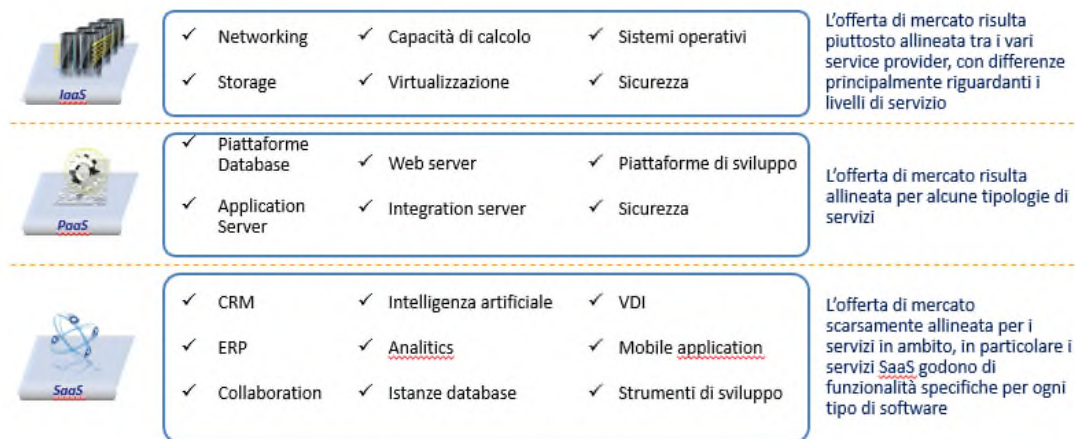 Networking
Capacità di calcolo
Sistemi operativi
Storage
Virtualizzazione
Sicurezza
IaaS
L'offerta di mercato risulta
piuttosto allineata tra i vari
service provider, con differenze
principalmente riguardanti i
livelli di servizio
Piattaforme
Database
Web server
Piattaforme di sviluppo
Application
Server
Integration server
Sicurezza
PaaS
L'offerta di mercato risulta
allineata per alcune tipologie di
servizi
CRM
Intelligenza artificiale
VDI
ERP
Analitics
Mobile application
Collaboration
Istanze database
Strumenti di sviluppo
SaaS
L'offerta di mercato
scarsamente allineata per i
servizi in ambito, in particolare i
servizi SaaS godono di
funzionalità specifiche per ogni
tipo di software